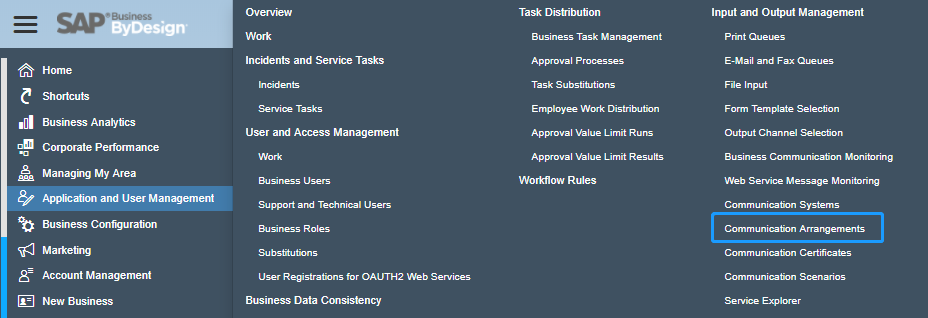 SAP® Business
ByDesign
Home
Shortcuts
Business Analytics
Corporate Performance
Managing My Area
Application and User Management
Business Configuration
Marketing
Account Management
New Business
Overview
Work
Incidents and Service Tasks
Incidents
Service Tasks
User and Access Management
Work
Business Users
Support and Technical Users
Business Roles
Substitutions
User Registrations for OAUTH2 Web Services
Business Data Consistency
Task Distribution
Business Task Management
Approval Processes
Task Substitutions
Employee Work Distribution
Approval Value Limit Runs
Approval Value Limit Results
Workflow Rules
Input and Output Management
Print Queues
E-Mail and Fax Queues
File Input
Form Template Selection
Output Channel Selection
Business Communication Monitoring
Web Service Message Monitoring
Communication Systems
Communication Arrangements
Communication Certificates
Communication Scenarios
Service Explorer